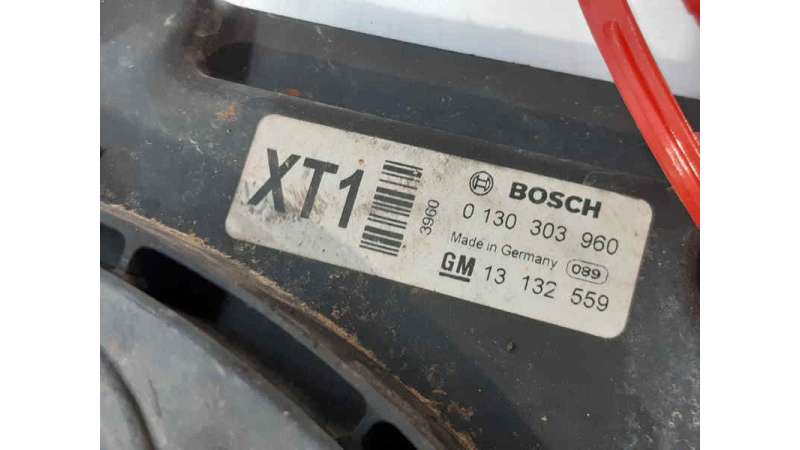 XT1
3960
BOSCH
0 130 303 960
Made in Germany 089
GM 13 132 559